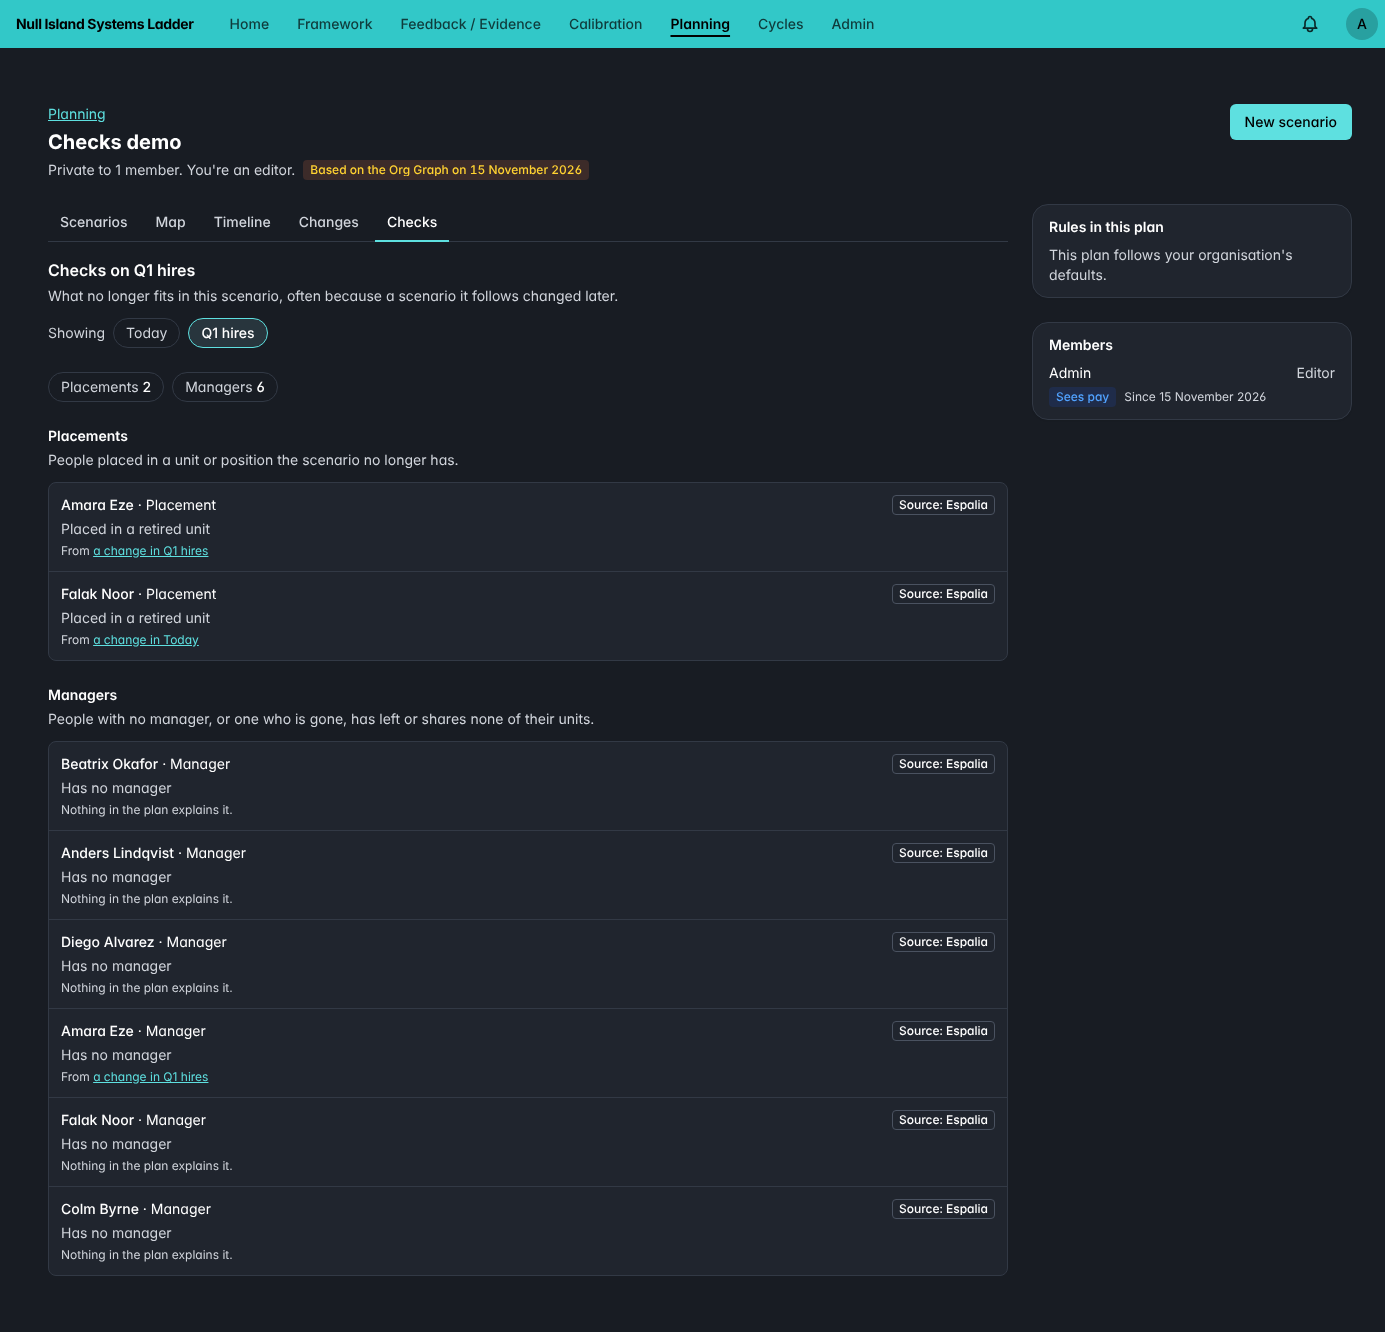 Null Island Systems Ladder
Home
Framework
Feedback / Evidence
Calibration
Planning
Cycles
Admin
A
Planning
Checks demo
Private to 1 member. You're an editor.
Based on the Org Graph on 15 November 2026
New scenario
Scenarios
Map
Timeline
Changes
Checks
Checks on Q1 hires
What no longer fits in this scenario, often because a scenario it follows changed later.
Showing
Today
Q1 hires
Placements 2
Managers 6
Placements
People placed in a unit or position the scenario no longer has.
Amara Eze · Placement
Source: Espalia
Placed in a retired unit
From a change in Q1 hires
Falak Noor · Placement
Source: Espalia
Placed in a retired unit
From a change in Today
Managers
People with no manager, or one who is gone, has left or shares none of their units.
Beatrix Okafor · Manager
Source: Espalia
Has no manager
Nothing in the plan explains it.
Anders Lindqvist · Manager
Source: Espalia
Has no manager
Nothing in the plan explains it.
Diego Alvarez · Manager
Source: Espalia
Has no manager
Nothing in the plan explains it.
Amara Eze · Manager
Source: Espalia
Has no manager
From a change in Q1 hires
Falak Noor · Manager
Source: Espalia
Has no manager
Nothing in the plan explains it.
Colm Byrne · Manager
Source: Espalia
Has no manager
Nothing in the plan explains it.
Rules in this plan
This plan follows your organisation's
defaults.
Members
Admin
Editor
Sees pay
Since 15 November 2026